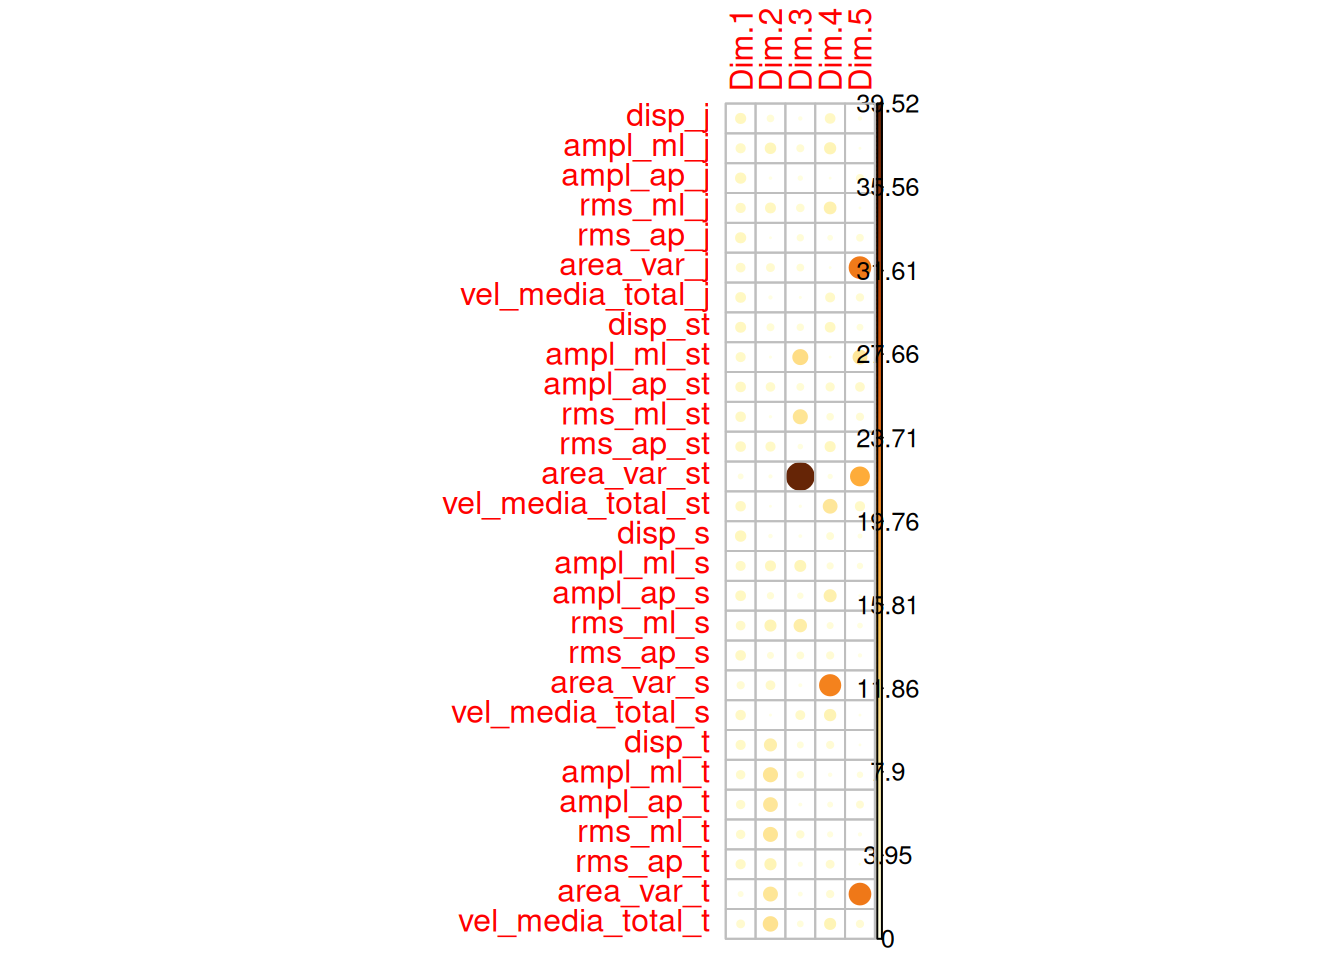 Dim.1 Dim.2 Dim.3 Dim.4 Dim.5
disp_j
ampl_ml_j
ampl_ap_j
rms_ml_j
rms_ap_j
area_var_j
vel_media_total_j
disp_st
ampl_ml_st
ampl_ap_st
rms_ml_st
rms_ap_st
area_var_st
vel_media_total_st
disp_s
ampl_ml_s
ampl_ap_s
rms_ml_s
rms_ap_s
area_var_s
vel_media_total_s
disp_t
ampl_ml_t
ampl_ap_t
rms_ml_t
rms_ap_t
area_var_t
vel_media_total_t
39.52
35.56
31.61
27.66
23.71
19.76
15.81
11.86
7.9
3.95
0